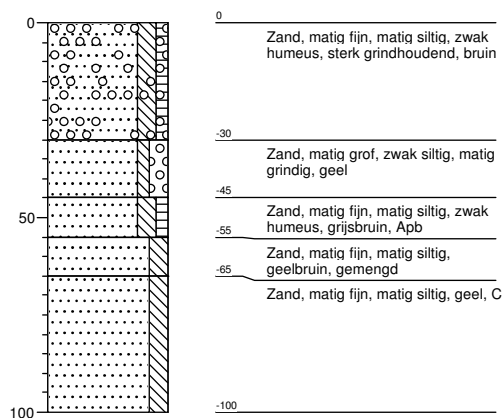 0
0
Zand, matig fijn, matig siltig, zwak
humeus, sterk grindhoudend, bruin
-30
Zand, matig grof, zwak siltig, matig
grindig, geel
-45
50
Zand, matig fijn, matig siltig, zwak
humeus, grijsbruin, Apb
-55
Zand, matig fijn, matig siltig,
geelbruin, gemengd
-65
Zand, matig fijn, matig siltig, geel, C
100
-100